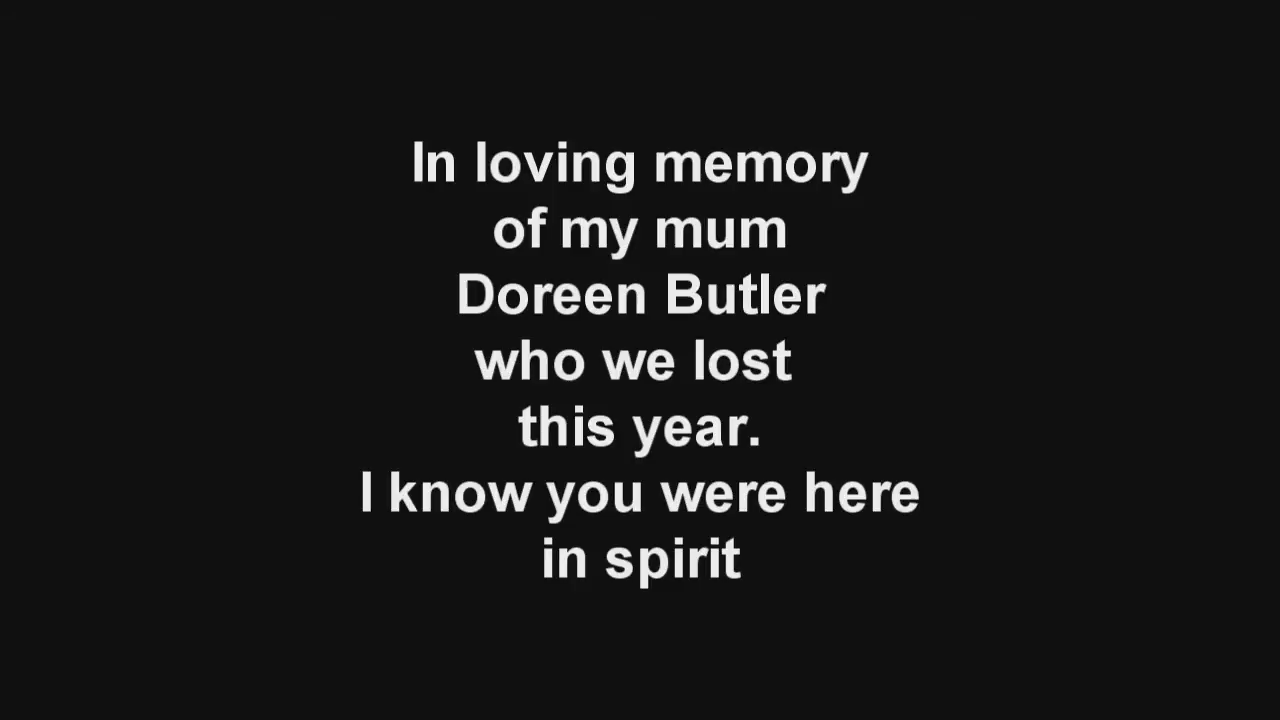 In loving memory
of my mum
Doreen Butler
who we lost
this year.
I know you were here
in spirit